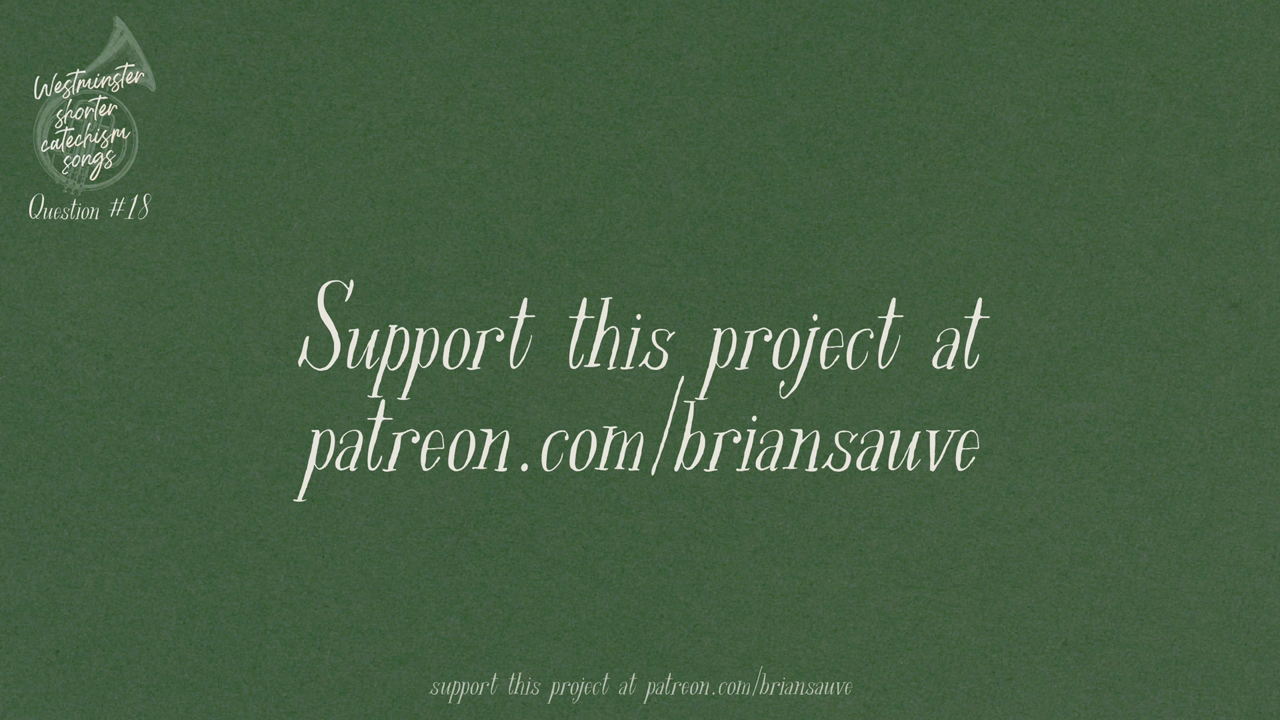 Westminster
shorter
catechism
songs
Question #18
Support this project at
patreon.com/briansauve
support this project at patreon.com/briansauve